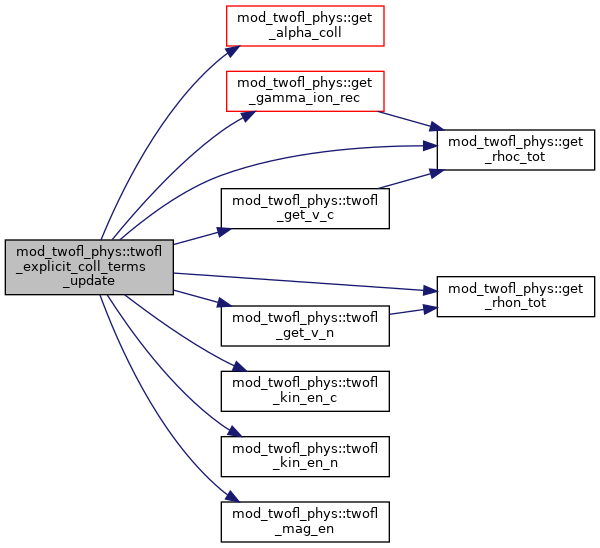 mod_twofl_phys::get
_alpha_coll
mod_twofl_phys::get
_gamma_ion_rec
mod_twofl_phys::get
_rhoc_tot
mod_twofl_phys::twofl
_get_v_c
mod_twofl_phys::twofl
_explicit_coll_terms
_update
mod_twofl_phys::get
_rhon_tot
mod_twofl_phys::twofl
_get_v_n
mod_twofl_phys::twofl
_kin_en_c
mod_twofl_phys::twofl
_kin_en_n
mod_twofl_phys::twofl
_mag_en